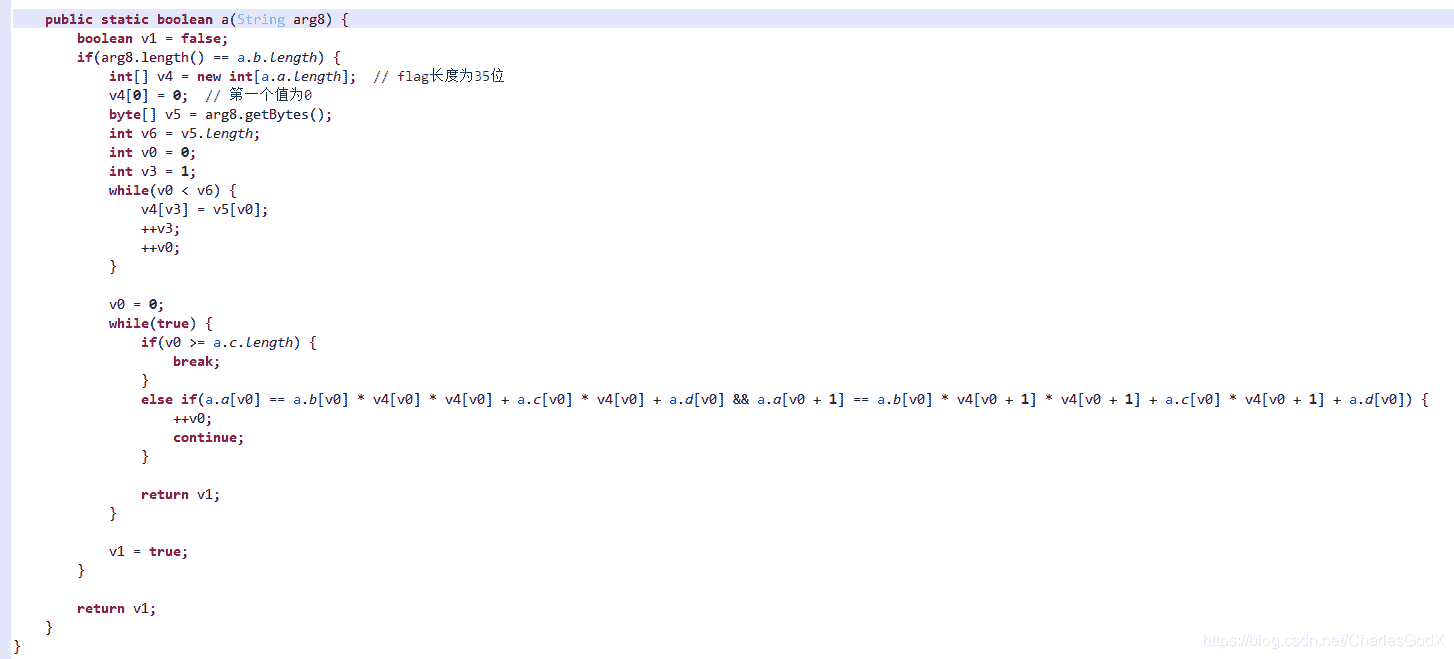 public static boolean a(String arg8) {
boolean v1 = false;
if(arg8.length() == a.b.length) {
int[] v4 = new int[a.a.length];  // flag长度为35位
v4[0] = 0;  // 第一个值为0
byte[] v5 = arg8.getBytes();
int v6 = v5.length;
int v0 = 0;
int v3 = 1;
while(v0 < v6) {
v4[v3] = v5[v0];
++v3;
++v0;
}
v0 = 0;
while(true) {
if(v0 >= a.c.length) {
break;
}
else if(a.a[v0] == a.b[v0] * v4[v0] * v4[v0] + a.c[v0] * v4[v0] + a.d[v0] && a.a[v0 + 1] == a.b[v0] * v4[v0 + 1] * v4[v0 + 1] + a.c[v0] * v4[v0 + 1] + a.d[v0]) {
++v0;
continue;
}
return v1;
}
v1 = true;
}
return v1;
}
}
https://blog.csdn.net/CharlesGodX